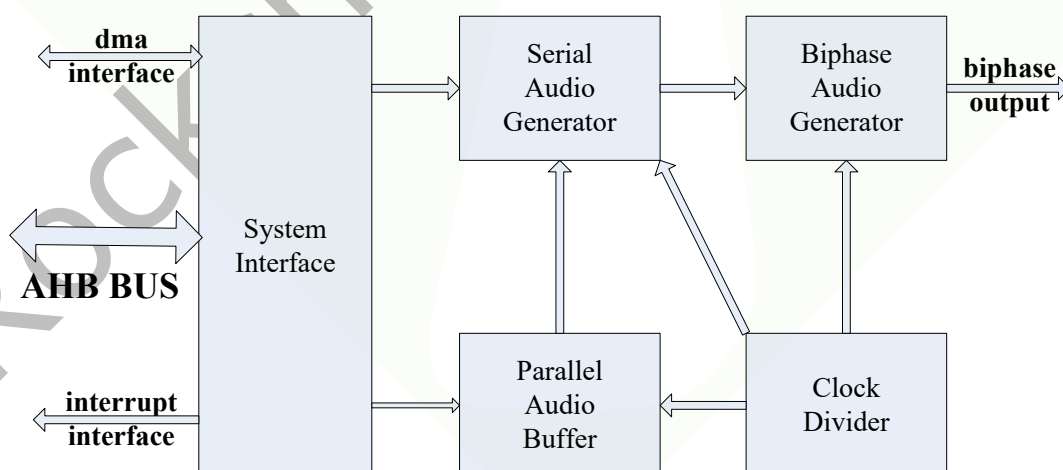 dma
interface
AHB BUS
interrupt
interface
System
Interface
Serial
Audio
Generator
Biphase
Audio
Generator
biphase
output
Parallel
Audio
Buffer
Clock
Divider